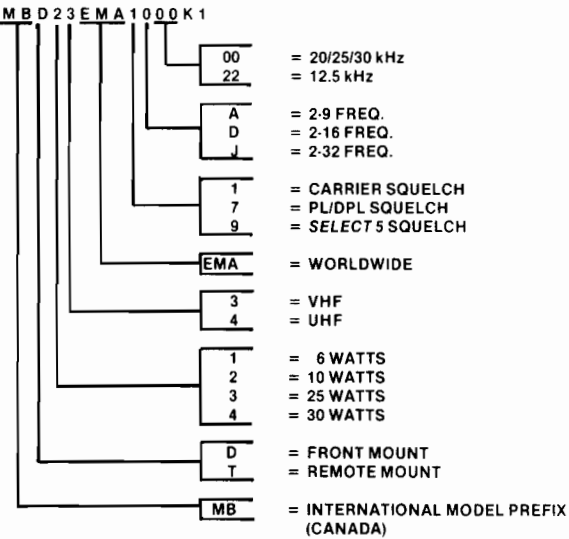 MBD23EMA1000K1
00 = 20/25/30 kHz
22 = 12.5 kHz
A = 2-9 FREQ.
D = 2-16 FREQ.
J = 2-32 FREQ.
1 = CARRIER SQUELCH
7 = PL/DPL SQUELCH
9 = SELECT 5 SQUELCH
EMA = WORLDWIDE
3 = VHF
4 = UHF
1 = 6 WATTS
2 = 10 WATTS
3 = 25 WATTS
4 = 30 WATTS
D = FRONT MOUNT
T = REMOTE MOUNT
MB = INTERNATIONAL MODEL PREFIX
(CANADA)